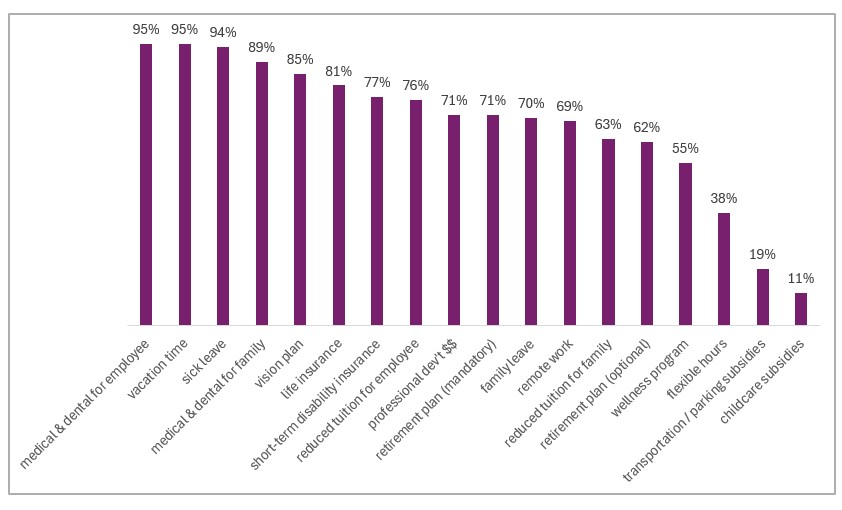 95%
95%
94%
89%
85%
81%
77%
76%
71%
71%
70%
69%
63%
62%
55%
38%
19%
11%
medical & dental for employee
vacation time
sick leave
medical & dental for family
vision plan
life insurance
short-term disability insurance
reduced tuition for employee
professional dev't $$
retirement plan (mandatory)
family leave
remote work
reduced tuition for family
retirement plan (optional)
wellness program
flexible hours
transportation / parking subsidies
childcare subsidies